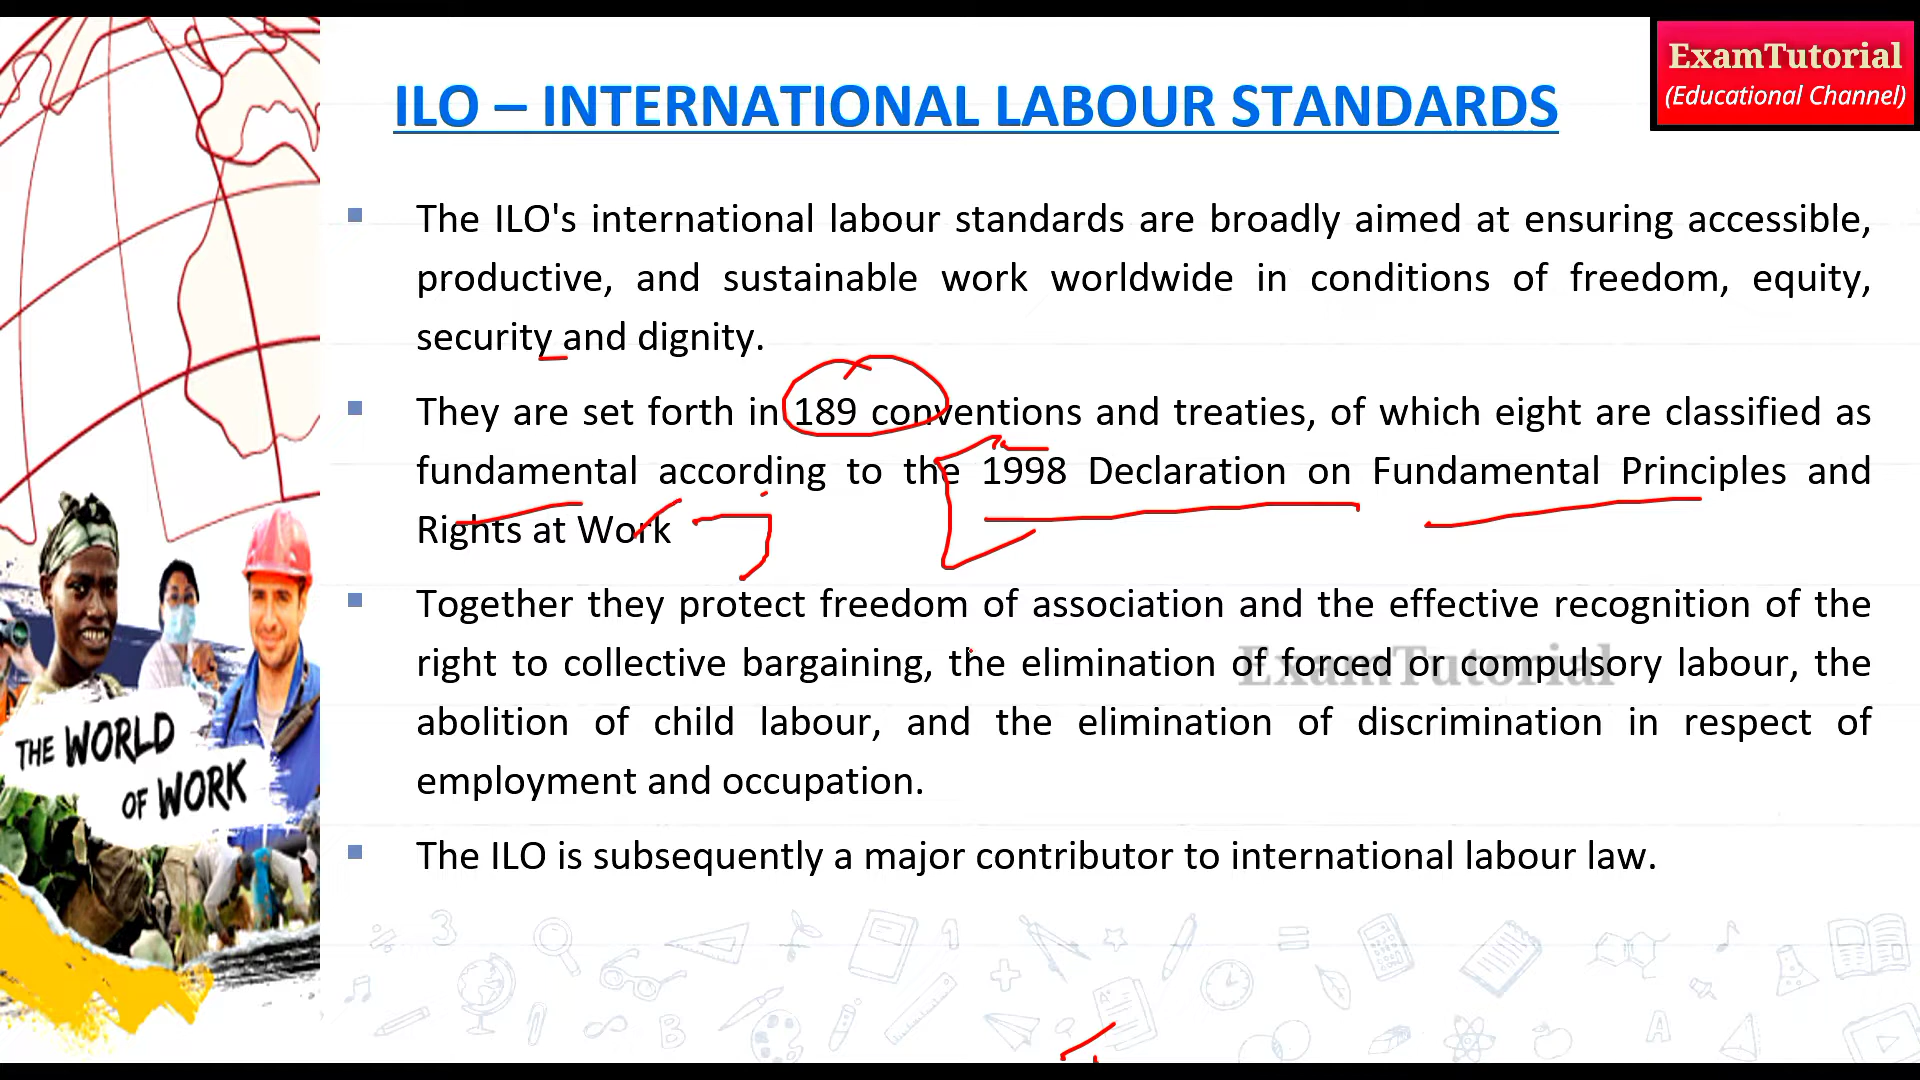 ExamTutorial
(Educational Channel)
ILO – INTERNATIONAL LABOUR STANDARDS
The ILO's international labour standards are broadly aimed at ensuring accessible,
productive, and sustainable work worldwide in conditions of freedom, equity,
security and dignity.
They are set forth in 189 conventions and treaties, of which eight are classified as
fundamental according to the 1998 Declaration on Fundamental Principles and
Rights at Work
Together they protect freedom of association and the effective recognition of the
right to collective bargaining, the elimination of forced or compulsory labour, the
abolition of child labour, and the elimination of discrimination in respect of
employment and occupation.
The ILO is subsequently a major contributor to international labour law.
ExamTutorial
THE WORLD
OF WORK